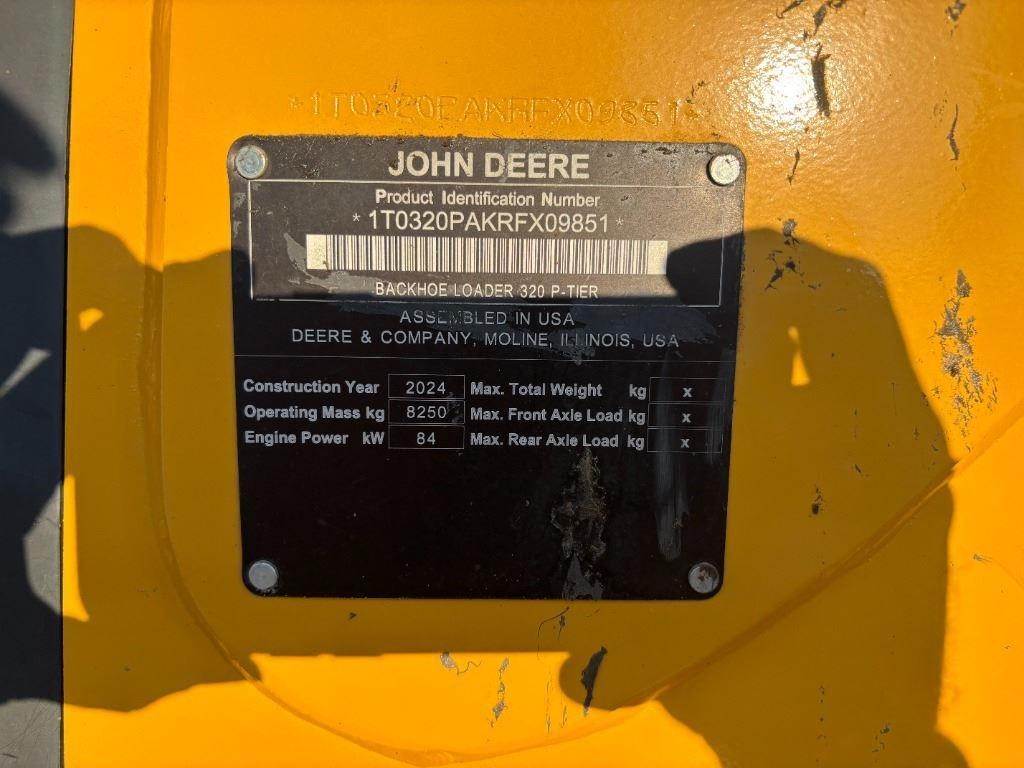 *1T0320PAKRFX09851*
JOHN DEERE
Product Identification Number
*1T0320PAKRFX09851*
BACKHOE LOADER 320 P-TIER
ASSEMBLED IN USA
DEERE & COMPANY, MOLINE, ILLINOIS, USA
Construction Year 2024 Max. Total Weight kg x
Operating Mass kg 8250 Max. Front Axle Load kg x
Engine Power kW 84 Max. Rear Axle Load kg x